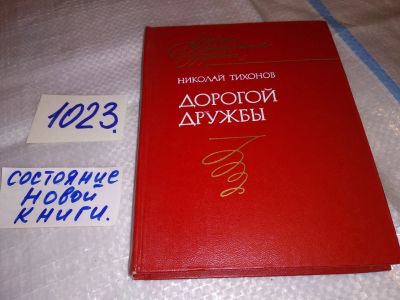 1023.
СОСТОЯНИЕ
НОВОЙ
КНИГИ.
НИКОЛАЙ ТИХОНОВ
ДОРОГОЙ
ДРУЖБЫ